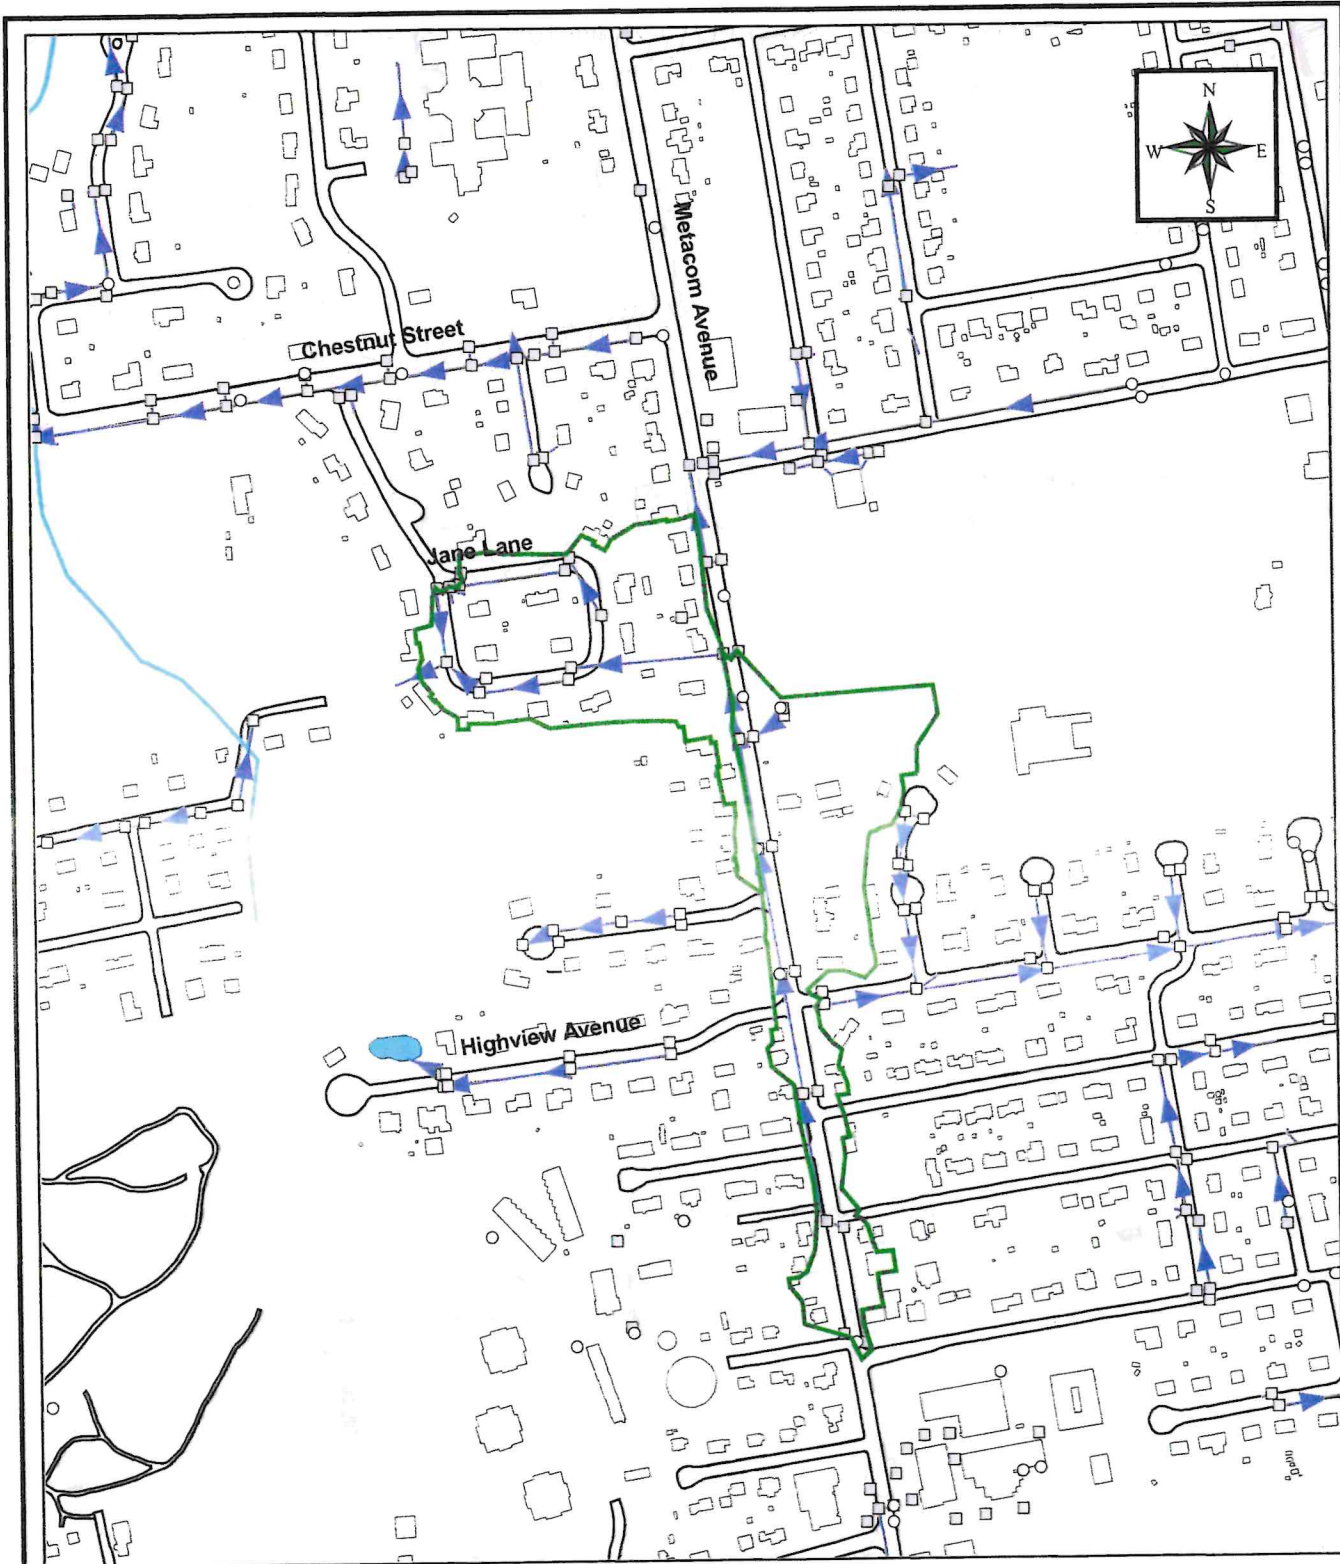 N
W E
S
Metacom Avenue
Chestnut Street
Jane Lane
Highview Avenue